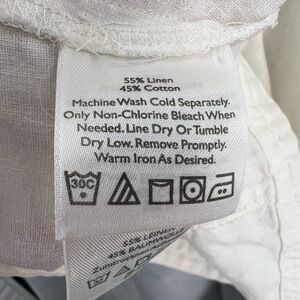 55% Linen
45% Cotton
Machine Wash Cold Separately.
Only Non-Chlorine Bleach When
Needed. Line Dry Or Tumble
Dry Low. Remove Promptly.
Warm Iron As Desired.
30C
55% LEINEN
45% BAUMWOLLE
Zumtrocknen